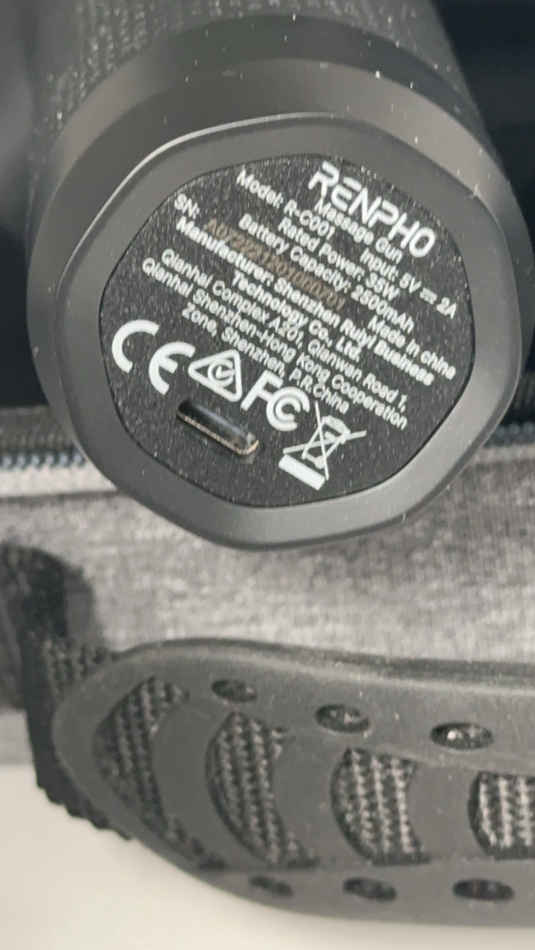 RENPHO
Massage Gun
Model: R-C001 Input: 5V ⎓ 2A
Rated Power: 35W
Battery Capacity: 2500mAh
SN. Made in china
Manufacturer: Shenzhen Ruiyi Business
Technology Co., Ltd.
Qianhai Complex A201, Qianwan Road 1,
Qianhai Shenzhen-Hong Kong Cooperation
Zone, Shenzhen, P.R.China
CE FC